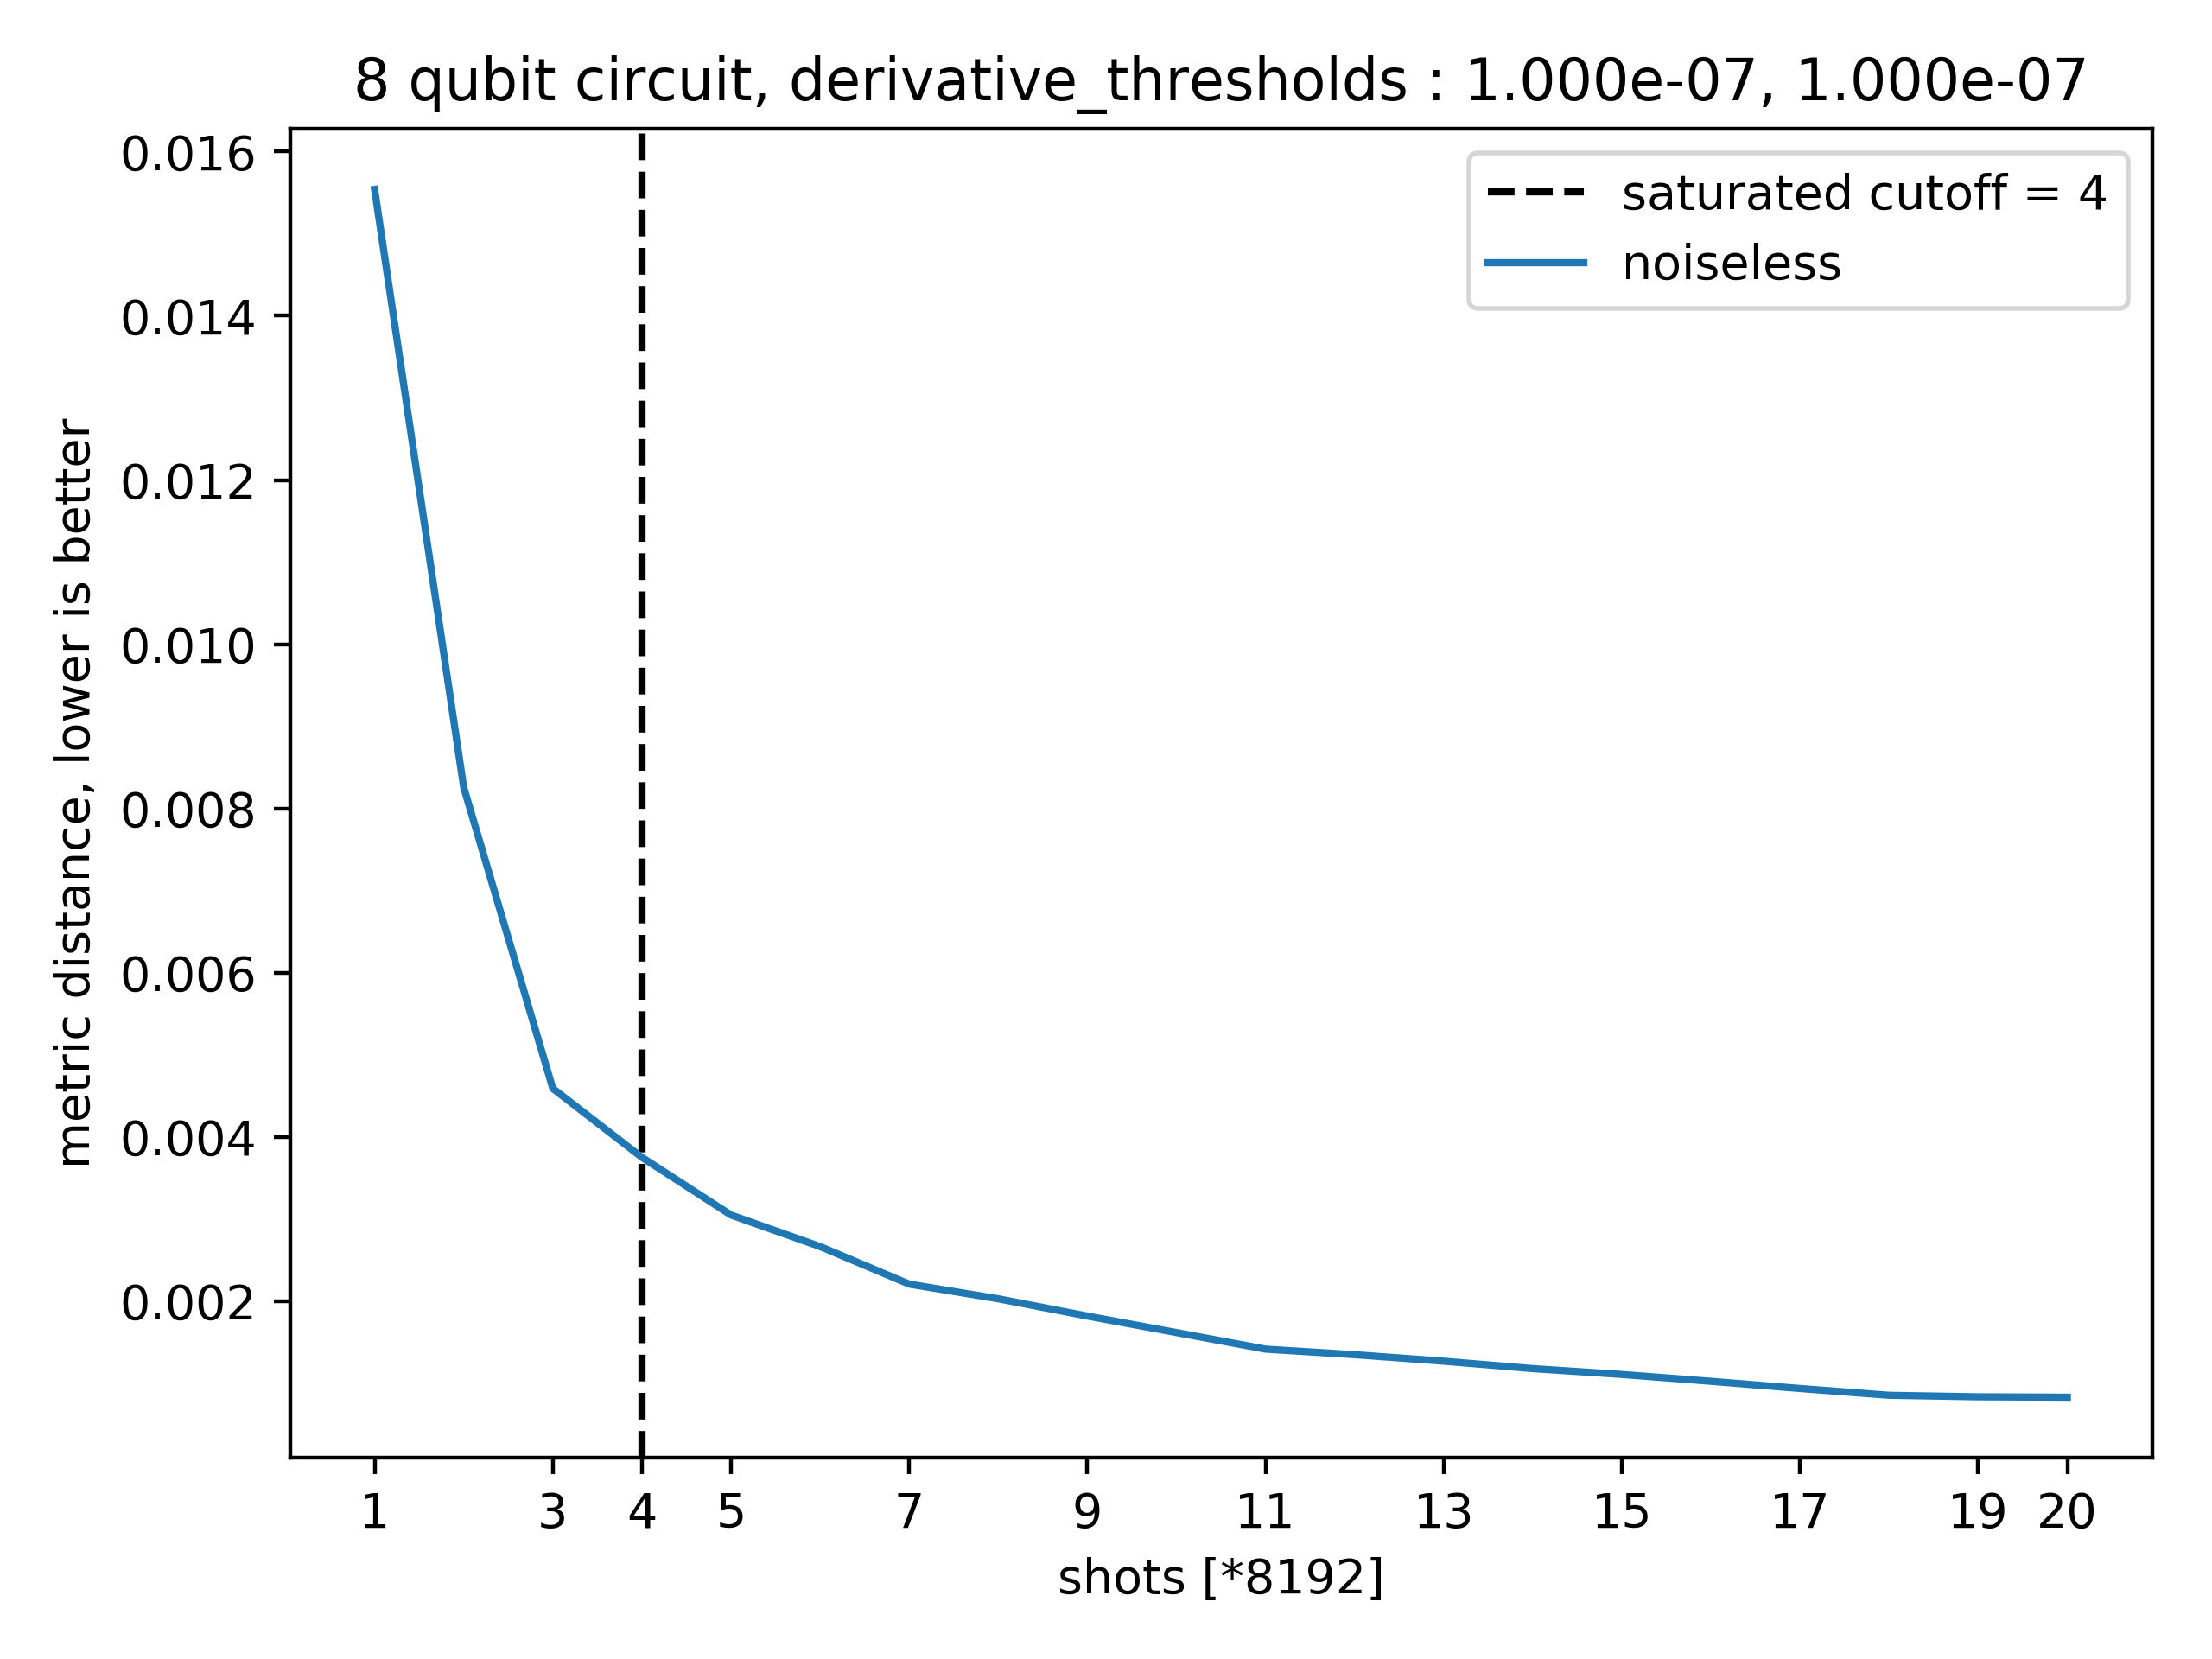 8 qubit circuit, derivative_thresholds : 1.000e-07, 1.000e-07
saturated cutoff = 4
noiseless
metric distance, lower is better
0.016
0.014
0.012
0.010
0.008
0.006
0.004
0.002
1 3 4 5 7 9 11 13 15 17 19 20
shots [*8192]